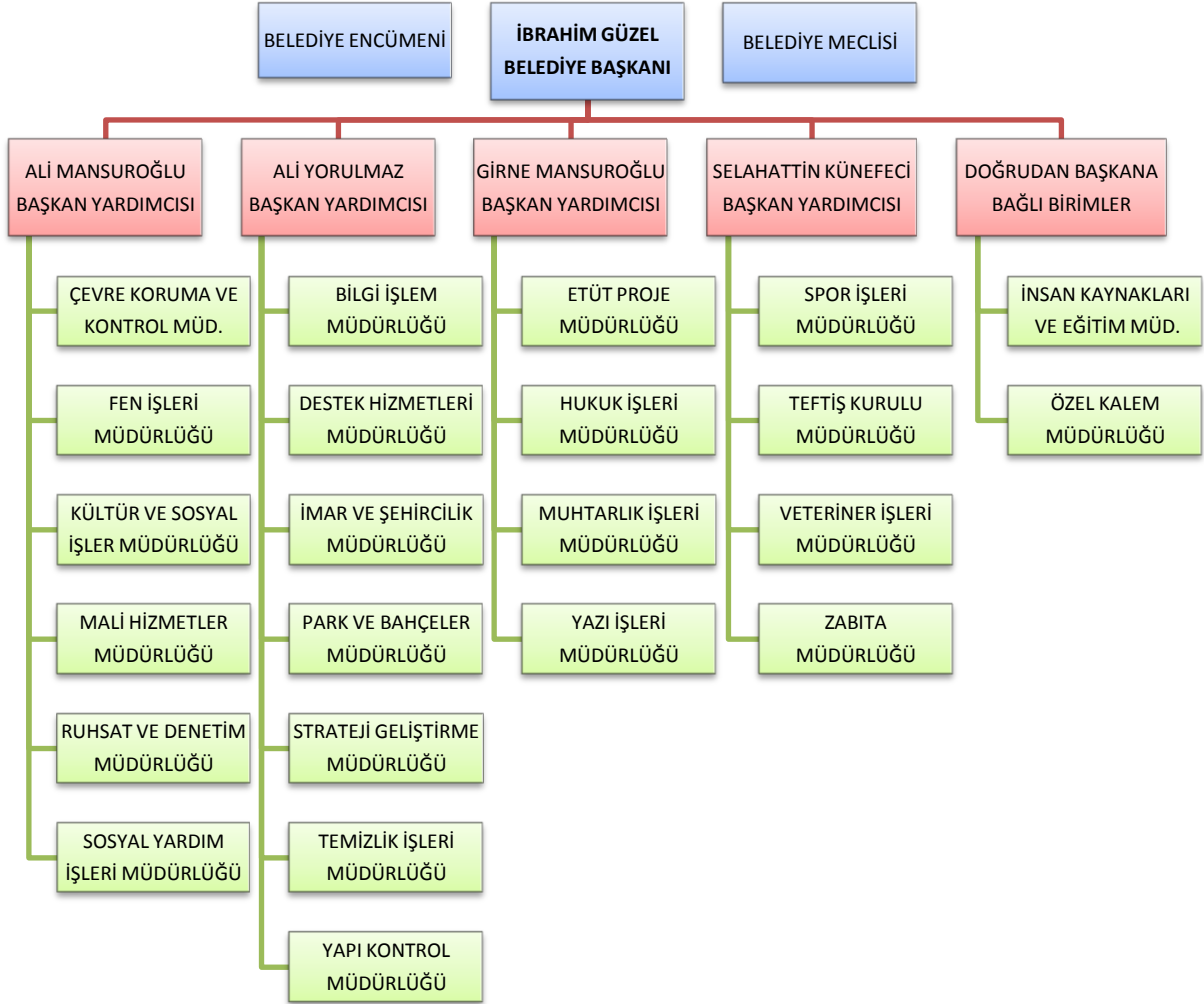 BELEDİYE ENCÜMENİ
İBRAHİM GÜZEL
BELEDİYE BAŞKANI
BELEDİYE MECLİSİ
ALİ MANSUROĞLU
BAŞKAN YARDIMCISI
ÇEVRE KORUMA VE
KONTROL MÜD.
FEN İŞLERİ
MÜDÜRLÜĞÜ
KÜLTÜR VE SOSYAL
İŞLER MÜDÜRLÜĞÜ
MALİ HİZMETLER
MÜDÜRLÜĞÜ
RUHSAT VE DENETİM
MÜDÜRLÜĞÜ
SOSYAL YARDIM
İŞLERİ MÜDÜRLÜĞÜ
ALİ YORULMAZ
BAŞKAN YARDIMCISI
BİLGİ İŞLEM
MÜDÜRLÜĞÜ
DESTEK HİZMETLERİ
MÜDÜRLÜĞÜ
İMAR VE ŞEHİRCİLİK
MÜDÜRLÜĞÜ
PARK VE BAHÇELER
MÜDÜRLÜĞÜ
STRATEJİ GELİŞTİRME
MÜDÜRLÜĞÜ
TEMİZLİK İŞLERİ
MÜDÜRLÜĞÜ
YAPI KONTROL
MÜDÜRLÜĞÜ
GİRNE MANSUROĞLU
BAŞKAN YARDIMCISI
ETÜT PROJE
MÜDÜRLÜĞÜ
HUKUK İŞLERİ
MÜDÜRLÜĞÜ
MUHTARLIK İŞLERİ
MÜDÜRLÜĞÜ
YAZI İŞLERİ
MÜDÜRLÜĞÜ
SELAHATTİN KÜNEFECİ
BAŞKAN YARDIMCISI
SPOR İŞLERİ
MÜDÜRLÜĞÜ
TEFTİŞ KURULU
MÜDÜRLÜĞÜ
VETERİNER İŞLERİ
MÜDÜRLÜĞÜ
ZABITA
MÜDÜRLÜĞÜ
DOĞRUDAN BAŞKANA
BAĞLI BİRİMLER
İNSAN KAYNAKLARI
VE EĞİTİM MÜD.
ÖZEL KALEM
MÜDÜRLÜĞÜ